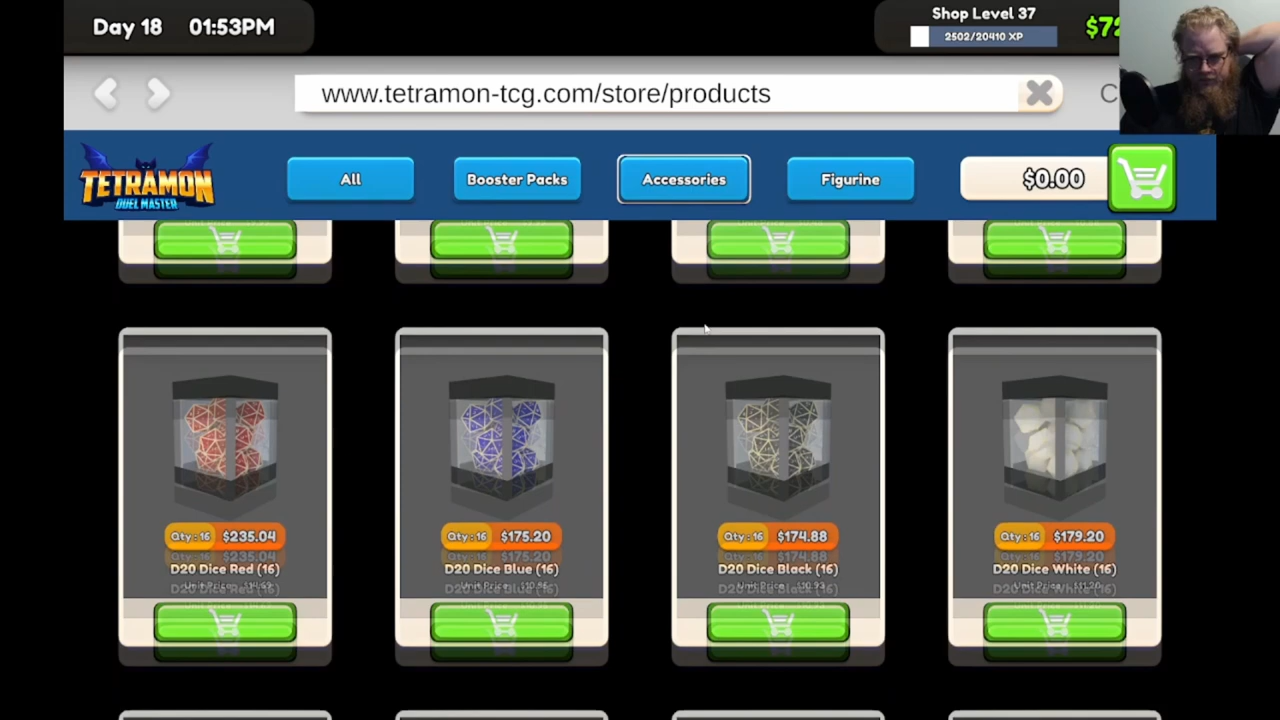 Day 18 01:53PM
Shop Level 37
2502/20410 XP
$72
www.tetramon-tcg.com/store/products
C
TETRAMON
DUEL MASTER
All
Booster Packs
Accessories
Figurine
$0.00
Qty : 16 $235.04
D20 Dice Red (16)
Qty : 16 $175.20
D20 Dice Blue (16)
Qty : 16 $174.88
D20 Dice Black (16)
Qty : 16 $179.20
D20 Dice White (16)